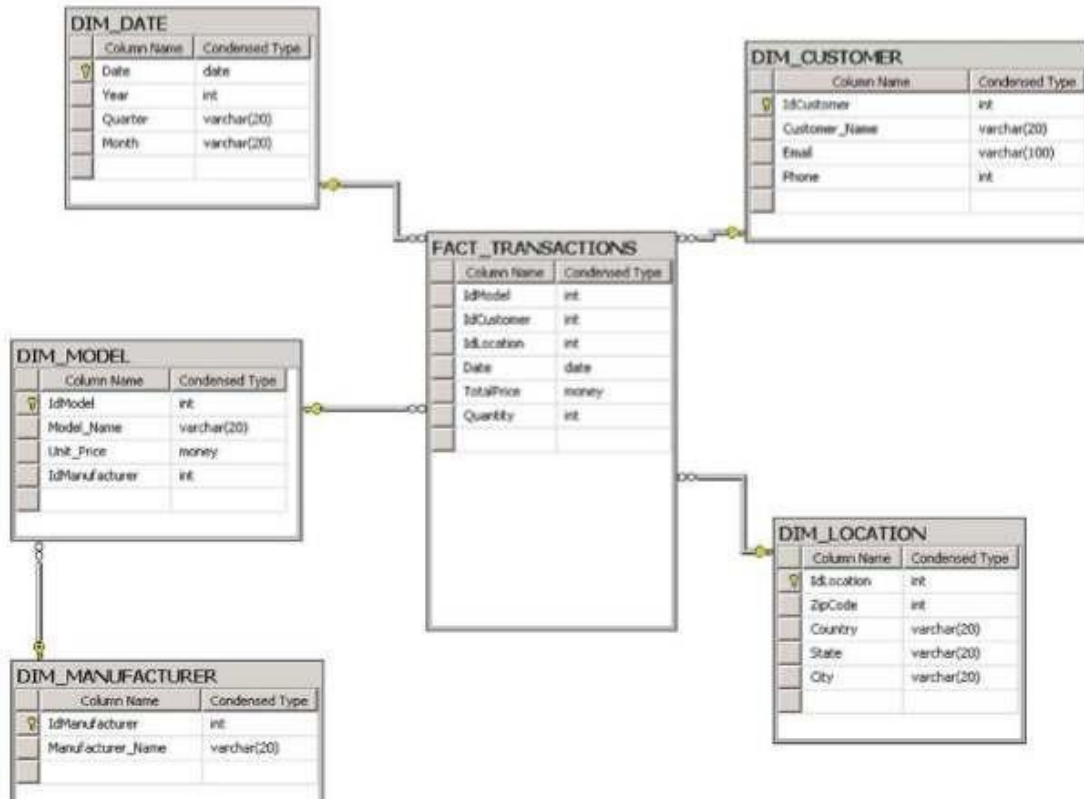 DIM_DATE
Column Name Condensed Type
Date date
Year int
Quarter varchar(20)
Month varchar(20)
DIM_CUSTOMER
Column Name Condensed Type
IdCustomer int
Customer_Name varchar(20)
Email varchar(100)
Phone int
FACT_TRANSACTIONS
Column Name Condensed Type
IdModel int
IdCustomer int
IdLocation int
Date date
TotalPrice money
Quantity int
DIM_MODEL
Column Name Condensed Type
IdModel int
Model_Name varchar(20)
Unit_Price money
IdManufacturer int
DIM_LOCATION
Column Name Condensed Type
IdLocation int
ZipCode int
Country varchar(20)
State varchar(20)
City varchar(20)
DIM_MANUFACTURER
Column Name Condensed Type
IdManufacturer int
Manufacturer_Name varchar(20)